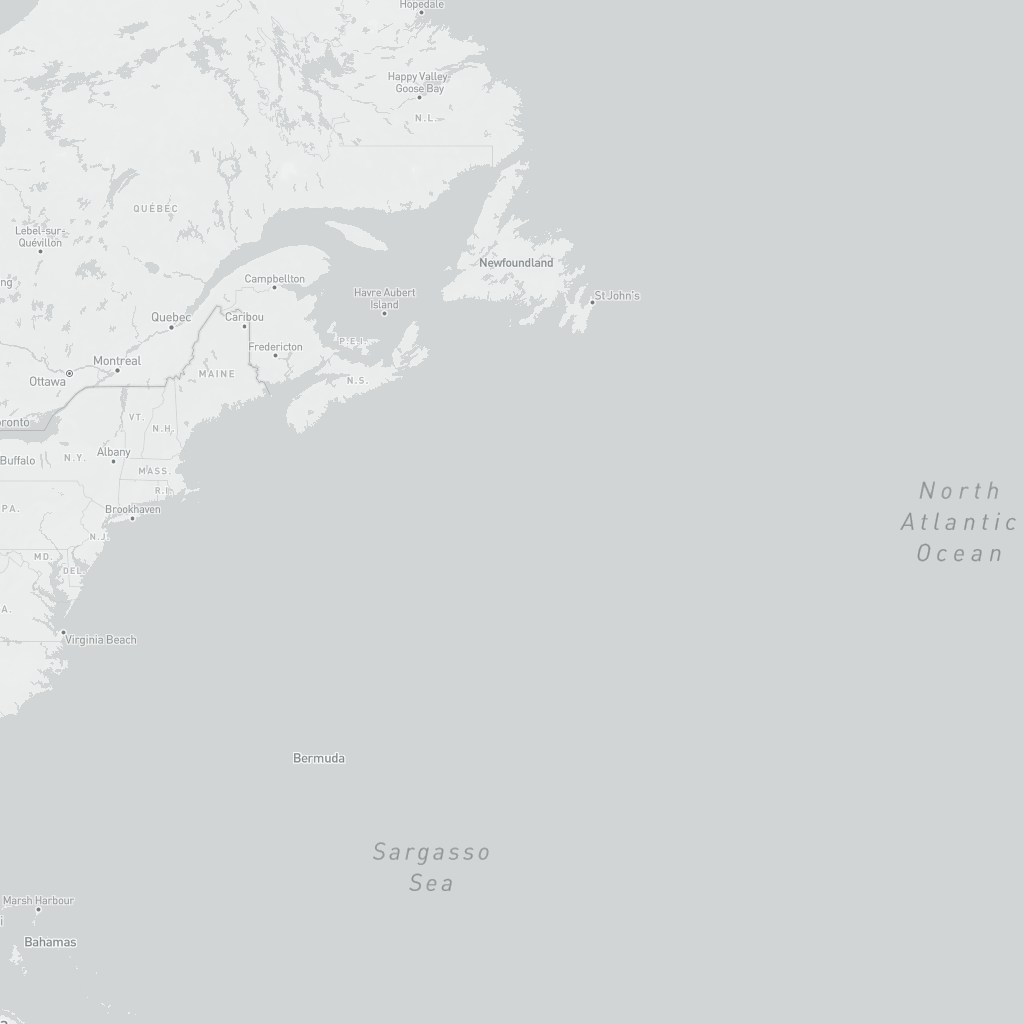 Hopedale
Happy Valley-
Goose Bay
N.L.
QUÉBEC
Lebel-sur-
Quévillon
Newfoundland
ng
Campbellton
Havre Aubert
Island
St John's
Quebec
Caribou
P.E.I.
Fredericton
Montreal
MAINE
N.S.
Ottawa
VT.
oronto
N.H.
Albany
N.Y.
Buffalo
MASS.
R.I.
North
Atlantic
Ocean
PA.
Brookhaven
N.J.
MD.
DEL.
A.
Virginia Beach
Bermuda
Sargasso
Sea
Marsh Harbour
i
Bahamas
a